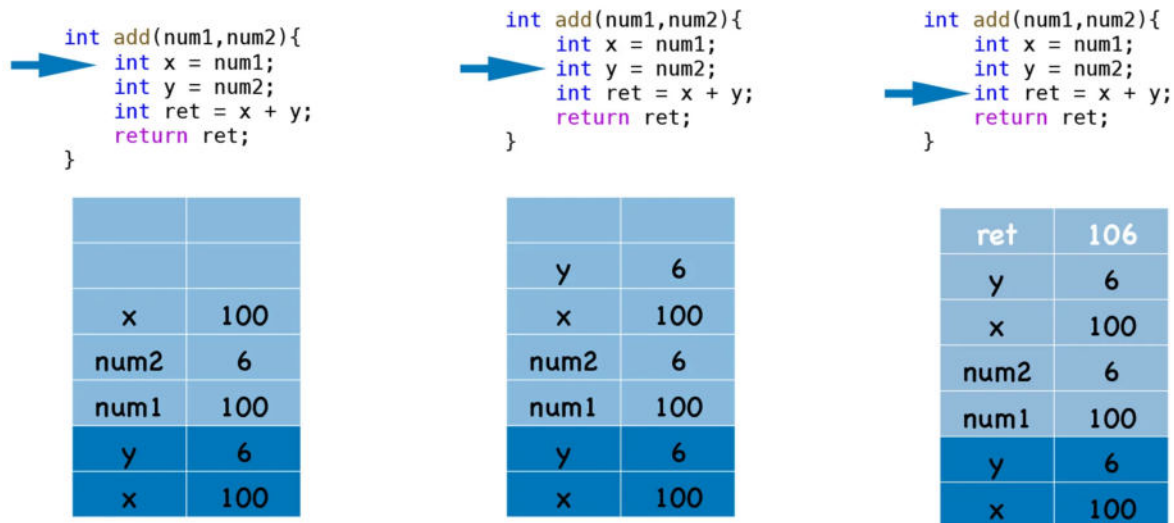 int add(num1,num2){
int x = num1;
int y = num2;
int ret = x + y;
return ret;
}
x 100
num2 6
num1 100
y 6
x 100
int add(num1,num2){
int x = num1;
int y = num2;
int ret = x + y;
return ret;
}
y 6
x 100
num2 6
num1 100
y 6
x 100
int add(num1,num2){
int x = num1;
int y = num2;
int ret = x + y;
return ret;
}
ret 106
y 6
x 100
num2 6
num1 100
y 6
x 100